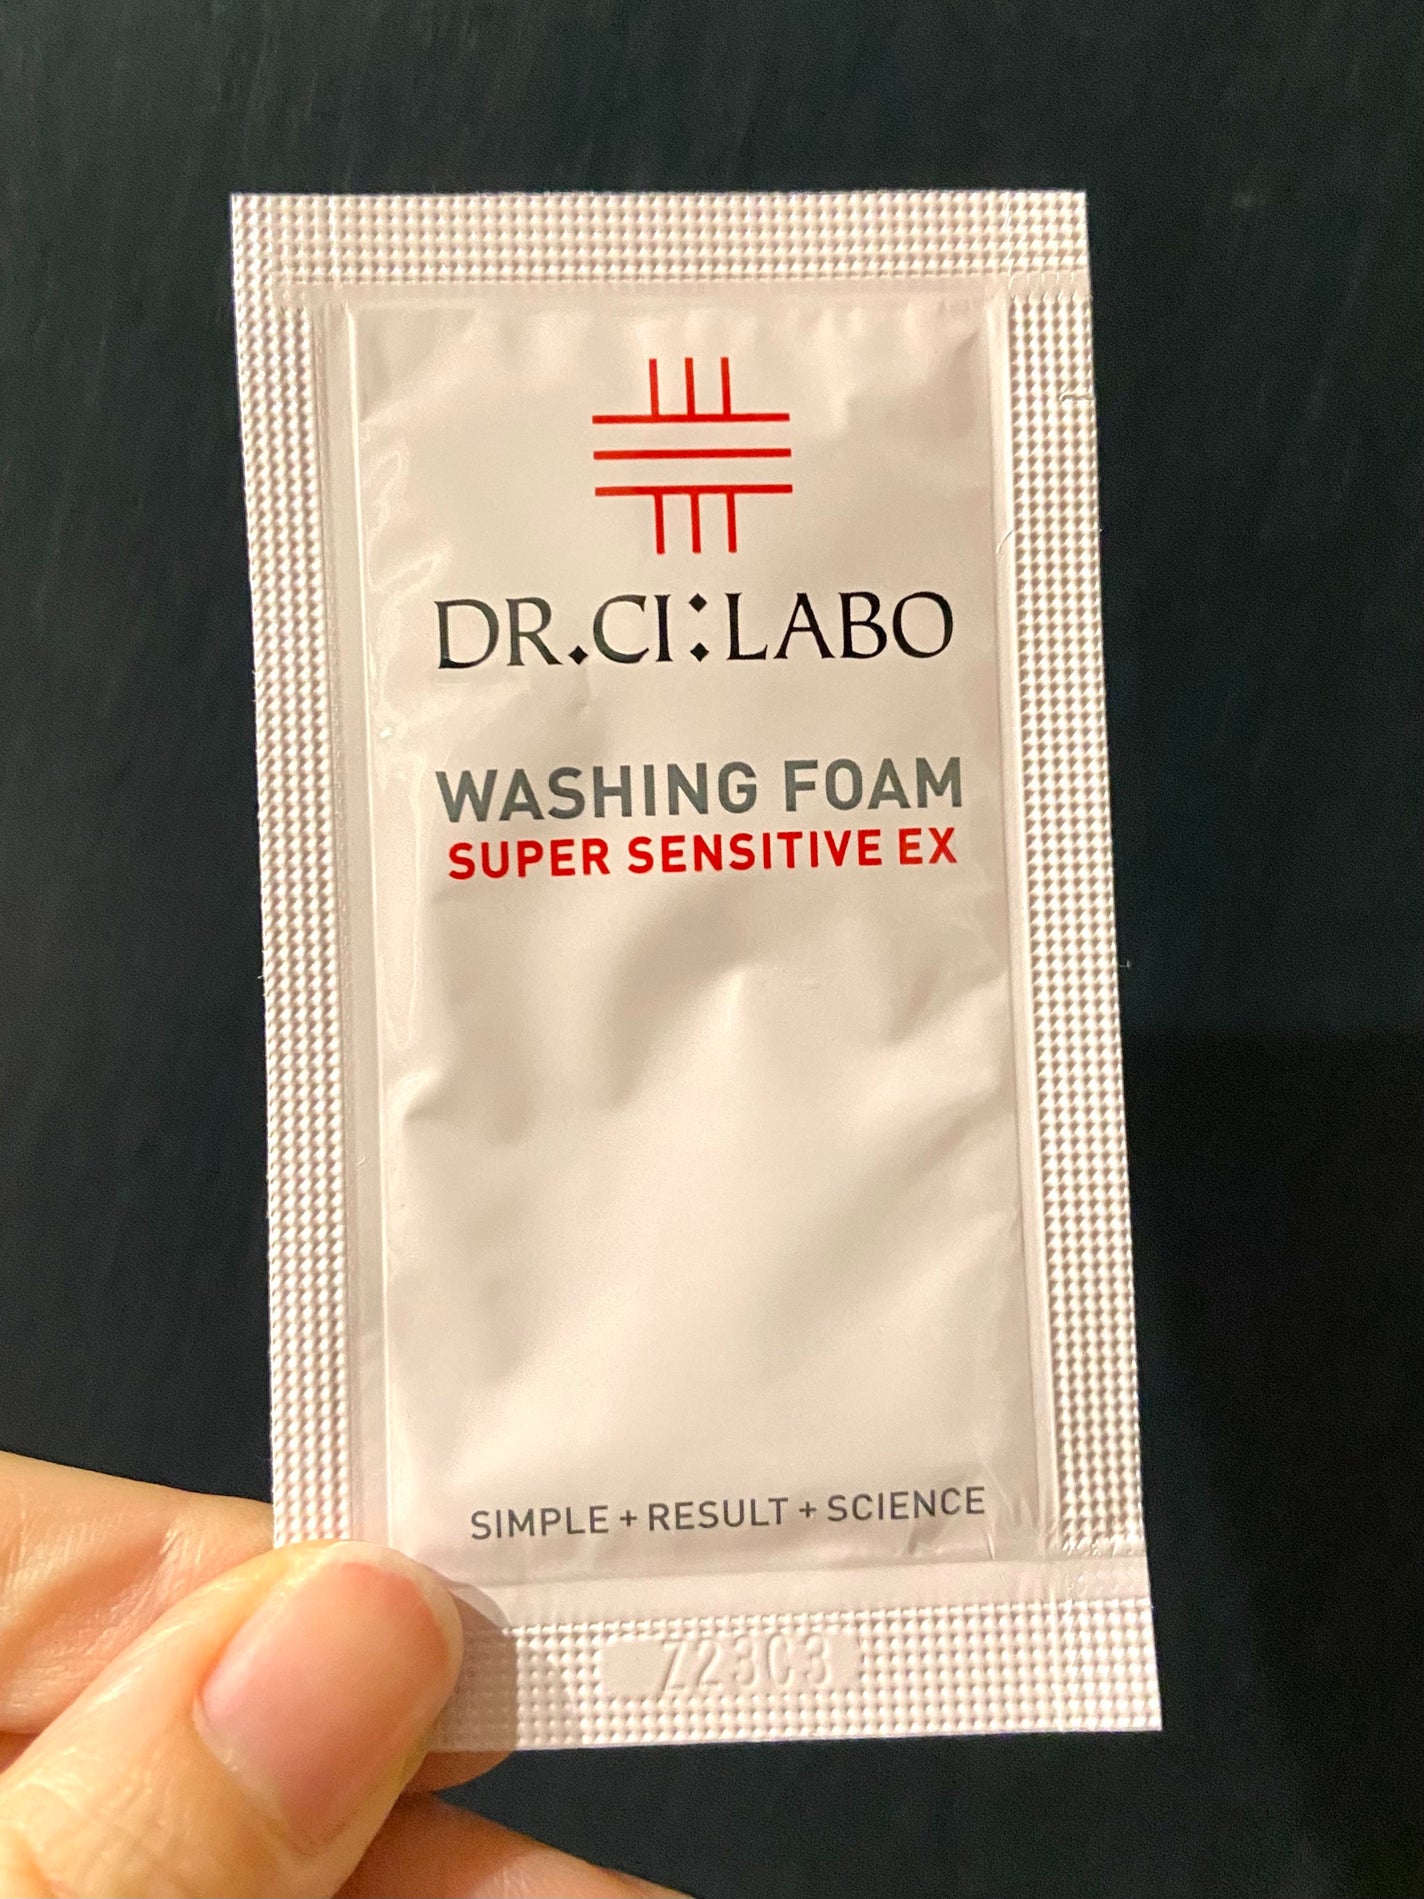 DR.CI:LABO
WASHING FOAM
SUPER SENSITIVE EX
SIMPLE + RESULT + SCIENCE
Z23C3